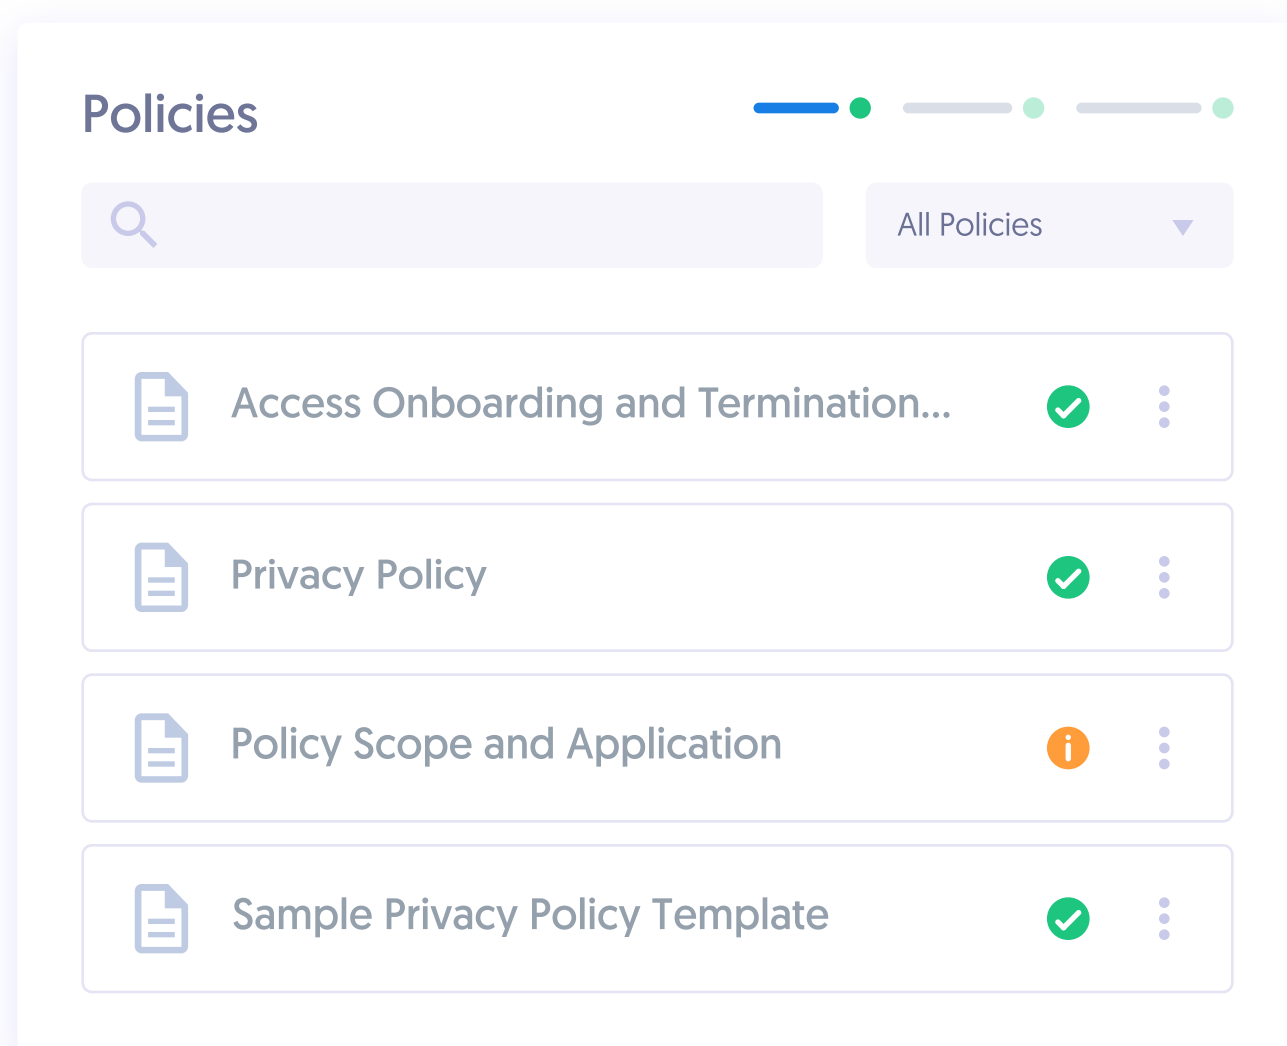 Policies
All Policies
Access Onboarding and Termination...
Privacy Policy
Policy Scope and Application
Sample Privacy Policy Template